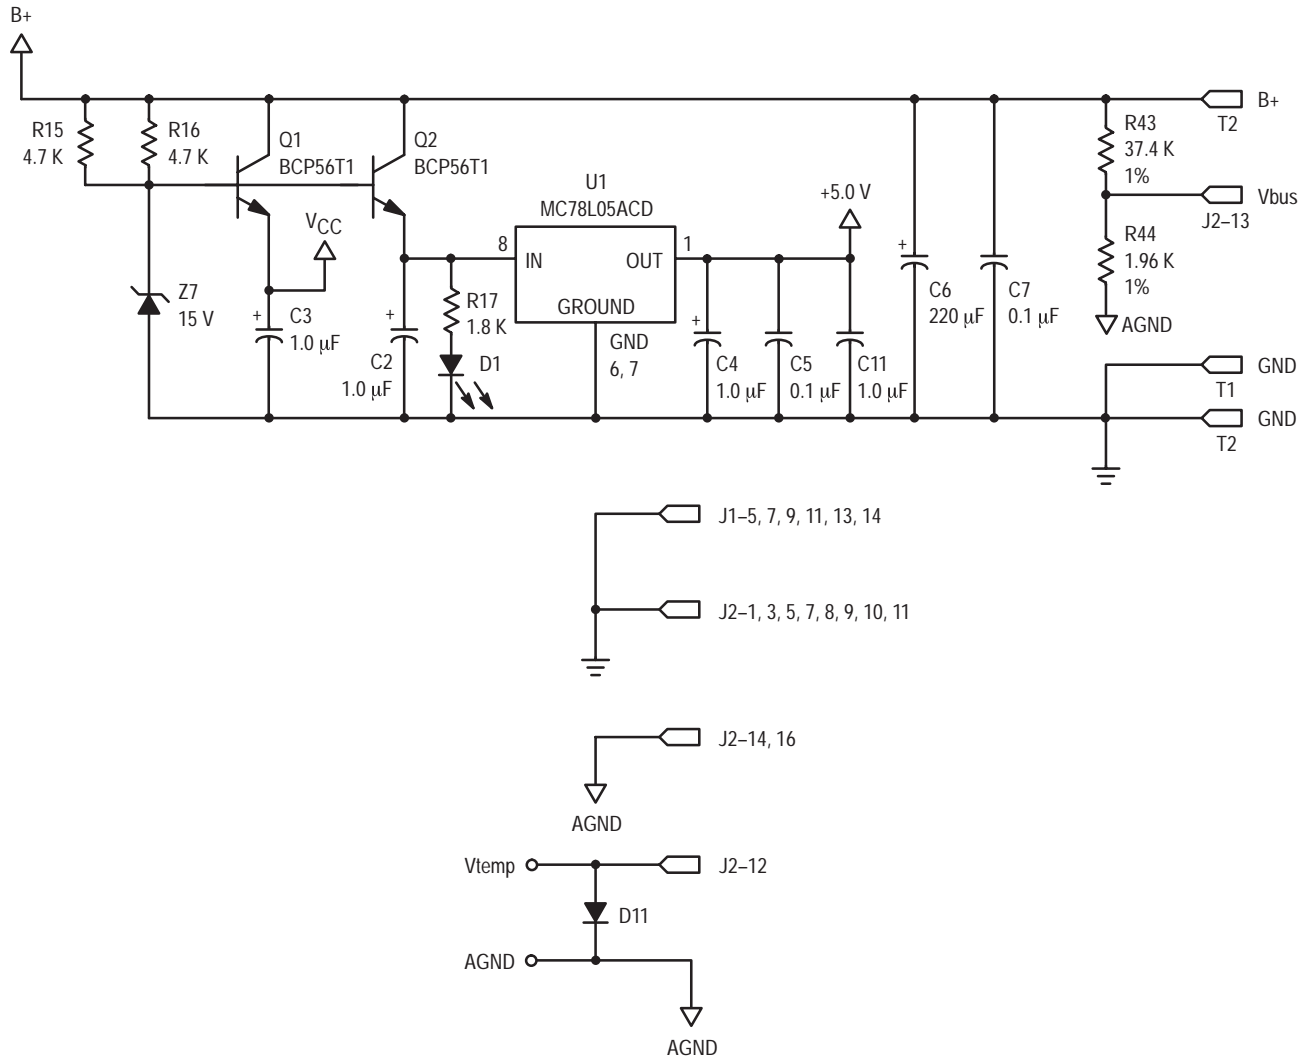 B+
R15
4.7 K
R16
4.7 K
Q1
BCP56T1
Q2
BCP56T1
VCC
Z7
15 V
+
C3
1.0 µF
+
C2
1.0 µF
R17
1.8 K
D1
U1
MC78L05ACD
8
IN
OUT
1
GROUND
GND
6, 7
+5.0 V
+
C4
1.0 µF
C5
0.1 µF
C11
1.0 µF
+
C6
220 µF
C7
0.1 µF
R43
37.4 K
1%
R44
1.96 K
1%
AGND
B+
T2
Vbus
J2–13
GND
T1
GND
T2
J1–5, 7, 9, 11, 13, 14
J2–1, 3, 5, 7, 8, 9, 10, 11
J2–14, 16
AGND
Vtemp
J2–12
D11
AGND
AGND